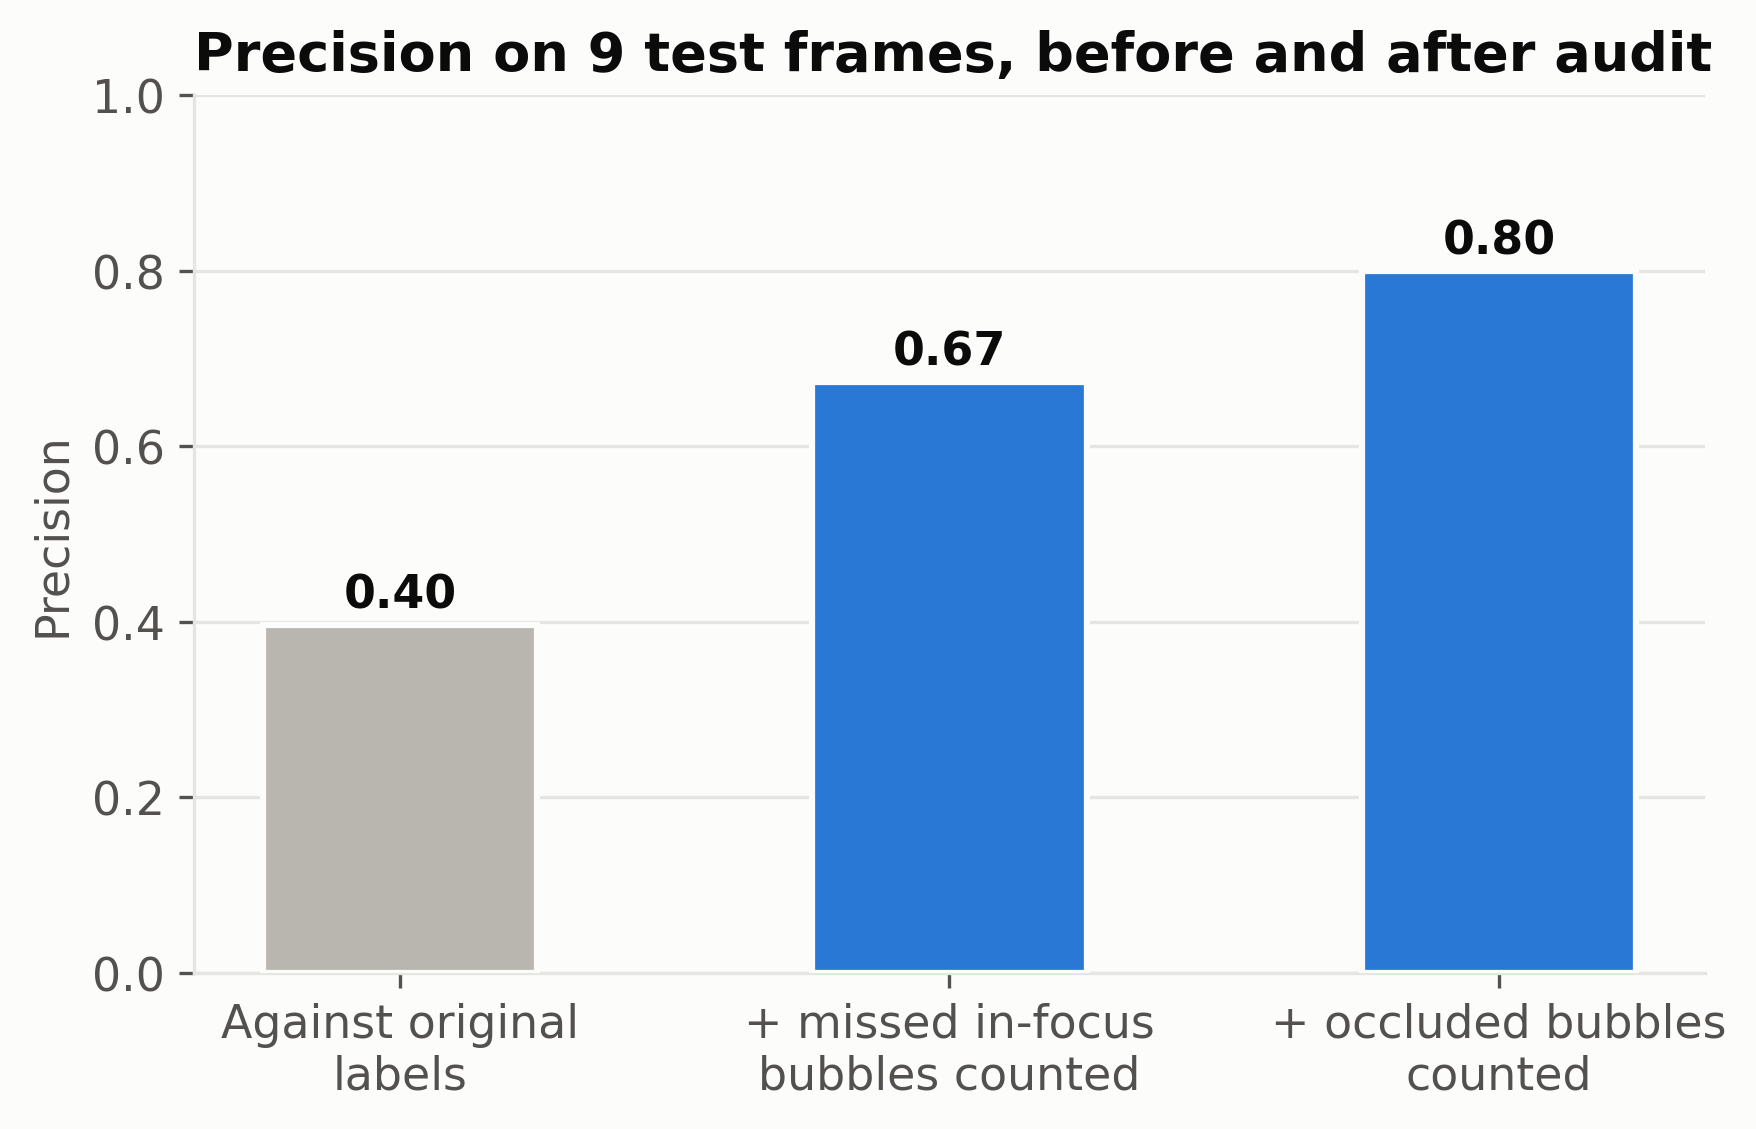 Precision on 9 test frames, before and after audit
1.0
0.8
0.6
0.4
0.2
0.0
Precision
0.40
0.67
0.80
Against original
labels
+ missed in-focus
bubbles counted
+ occluded bubbles
counted